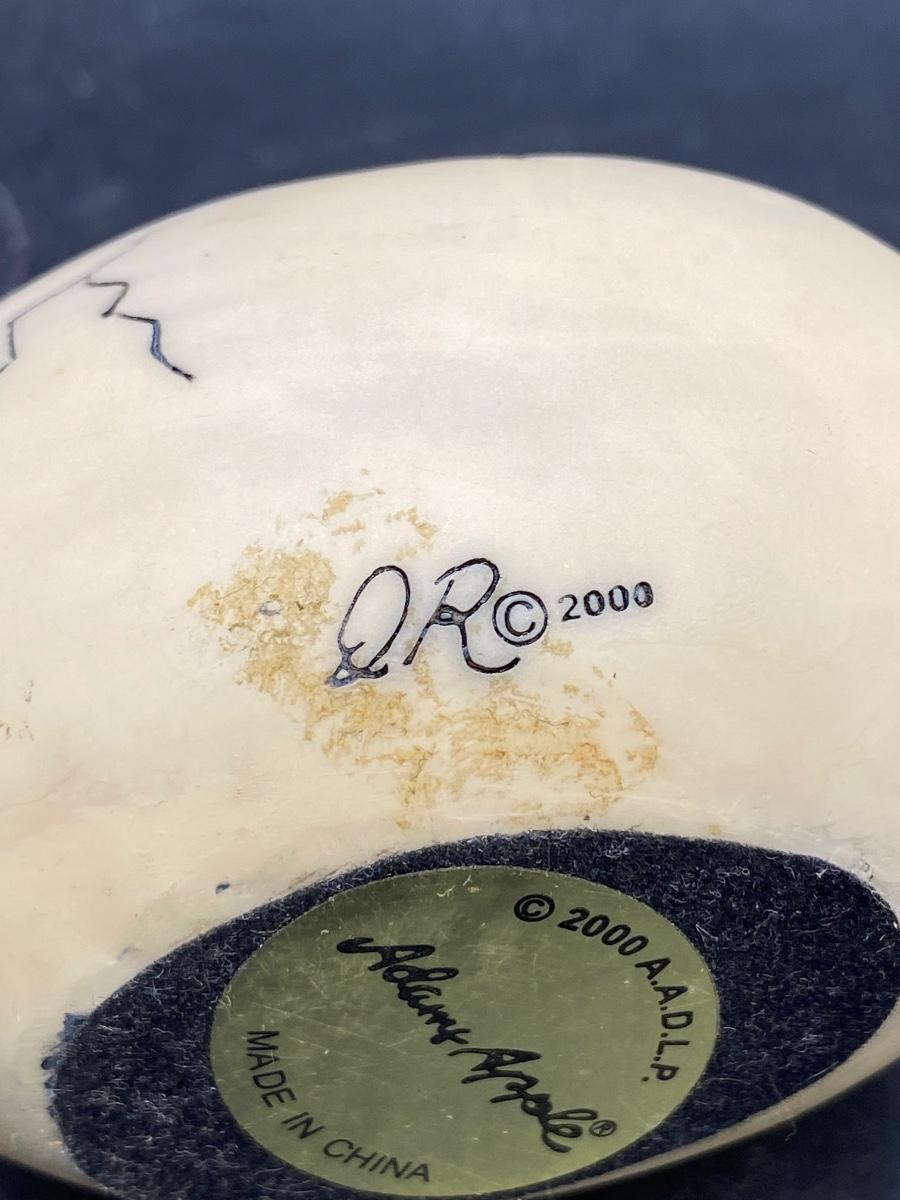 QR © 2000
© 2000 A.A.D.L.P.
Adams Apple®
MADE IN CHINA